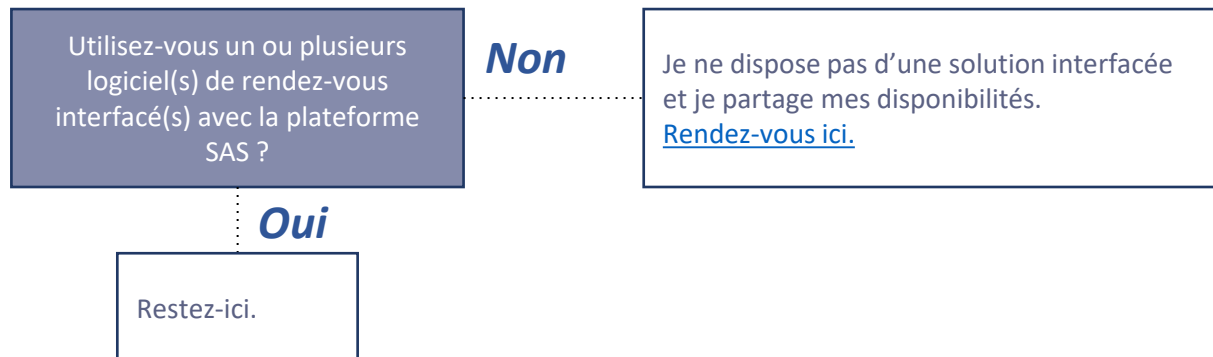 Utilisez-vous un ou plusieurs
logiciel(s) de rendez-vous
interfacé(s) avec la plateforme
SAS ?
Non
Je ne dispose pas d’une solution interfacée
et je partage mes disponibilités.
Rendez-vous ici.
Oui
Restez-ici.